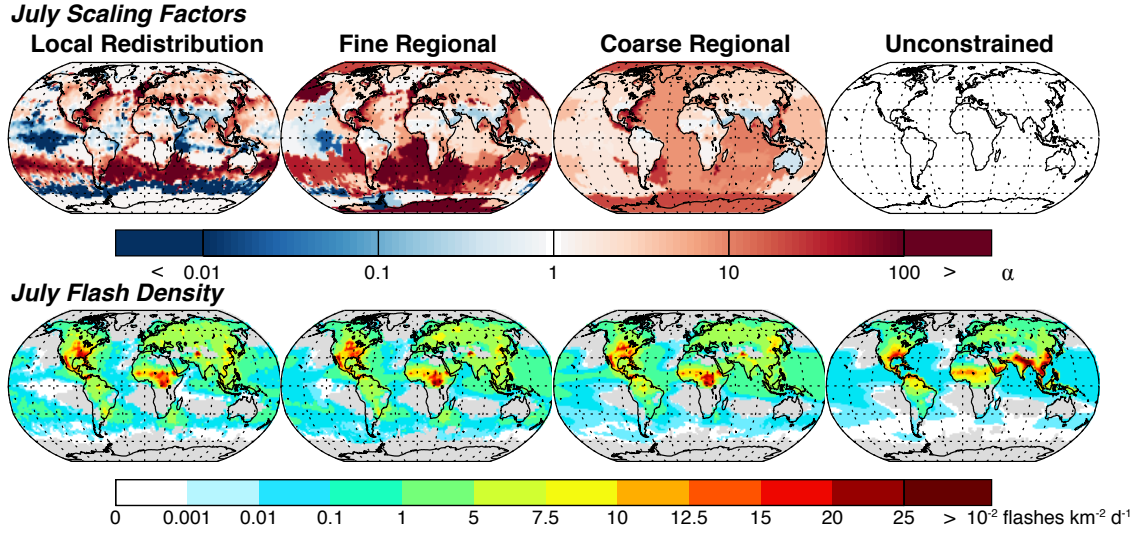 July Scaling Factors
Local Redistribution Fine Regional Coarse Regional Unconstrained
< 0.01 0.1 1 10 100 > α
July Flash Density
0 0.001 0.01 0.1 1 5 7.5 10 12.5 15 20 25 > 10⁻² flashes km⁻² d⁻¹